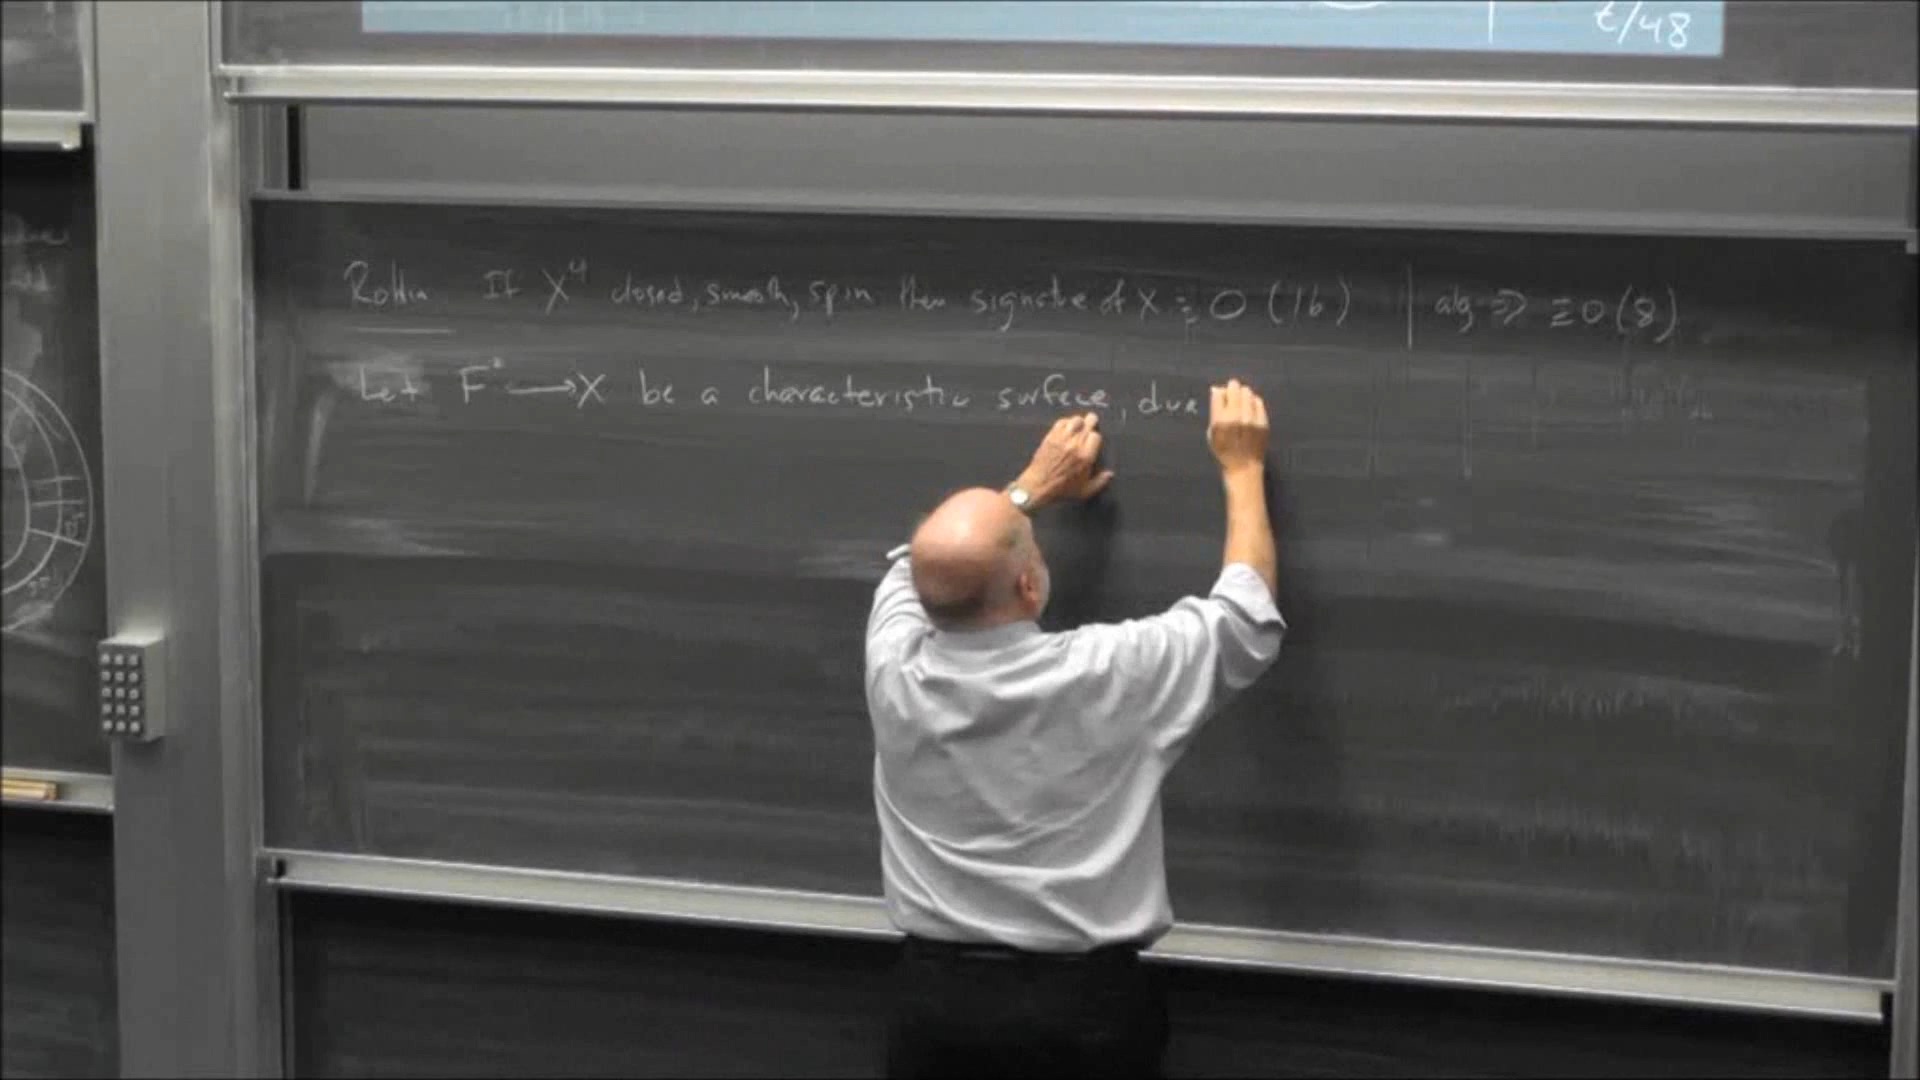 t/48
Rohlin If X⁴ closed, smooth, spin then signature of X ≡ 0 (16) | alg ⇒ ≡ 0 (8)
Let F² → X be a characteristic surface, dua